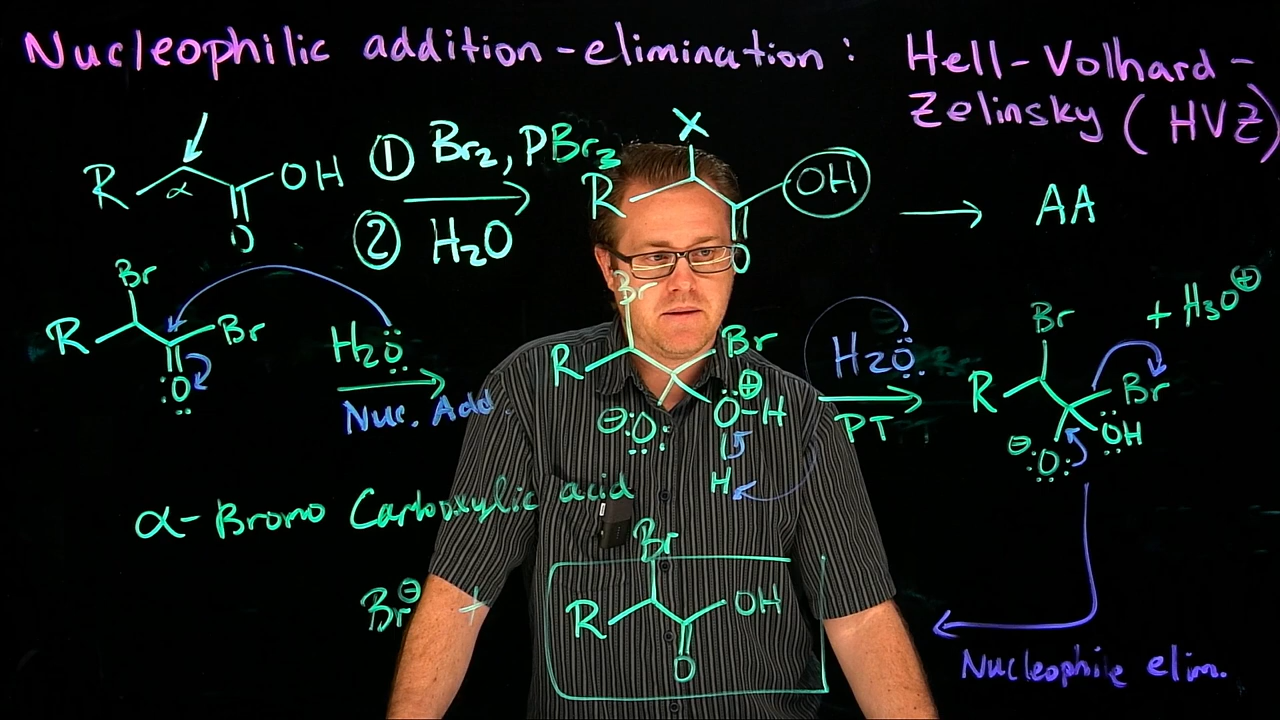 Nucleophilic addition-elimination: Hell-Volhard-
Zelinsky (HVZ)
R α OH O
① Br₂, PBr₃
② H₂O
X R OH O
AA
Br R Br :O:
H₂O:
Nuc. Add.
Br R Br ⊖:O: O⊕-H H
H₂O:
PT
Br R Br ⊖:O: :OH
+ H₃O⊕
α-Bromo Carboxylic acid
Br⊖ +
Br R OH O
Nucleophile elim.